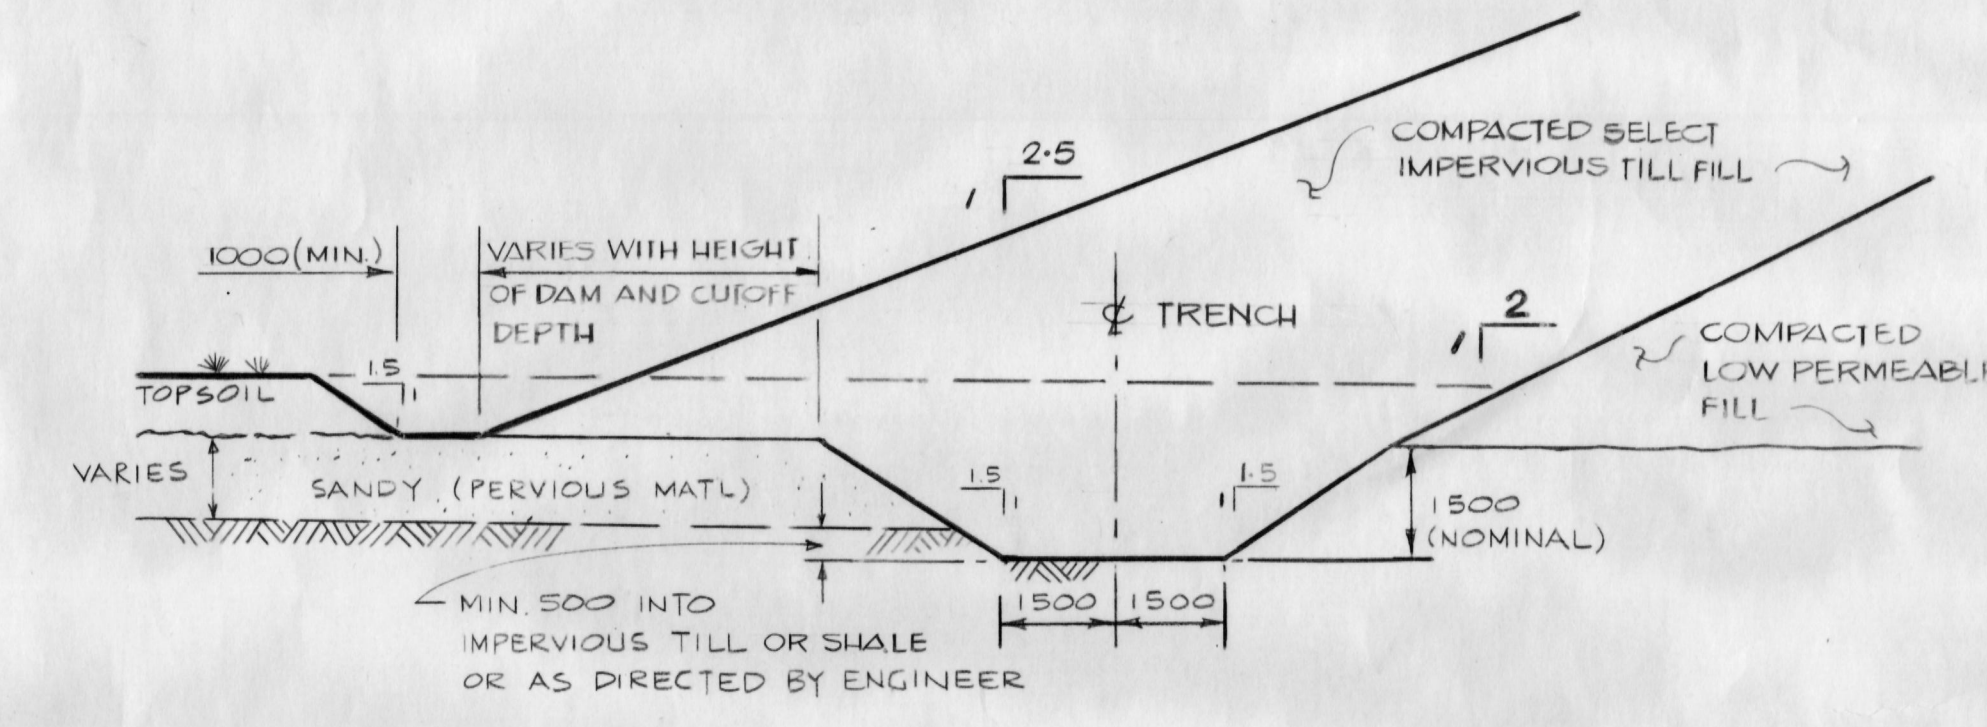 COMPACTED SELECT
IMPERVIOUS TILL FILL
1 2.5
1000 (MIN.)
VARIES WITH HEIGHT
OF DAM AND CUTOFF
DEPTH
℄ TRENCH
1 2
COMPACTED
LOW PERMEABL
FILL
1.5
1
TOPSOIL
VARIES
SANDY (PERVIOUS MATL)
1.5
1
1.5
1
1500
(NOMINAL)
MIN. 500 INTO
IMPERVIOUS TILL OR SHALE
OR AS DIRECTED BY ENGINEER
1500 1500